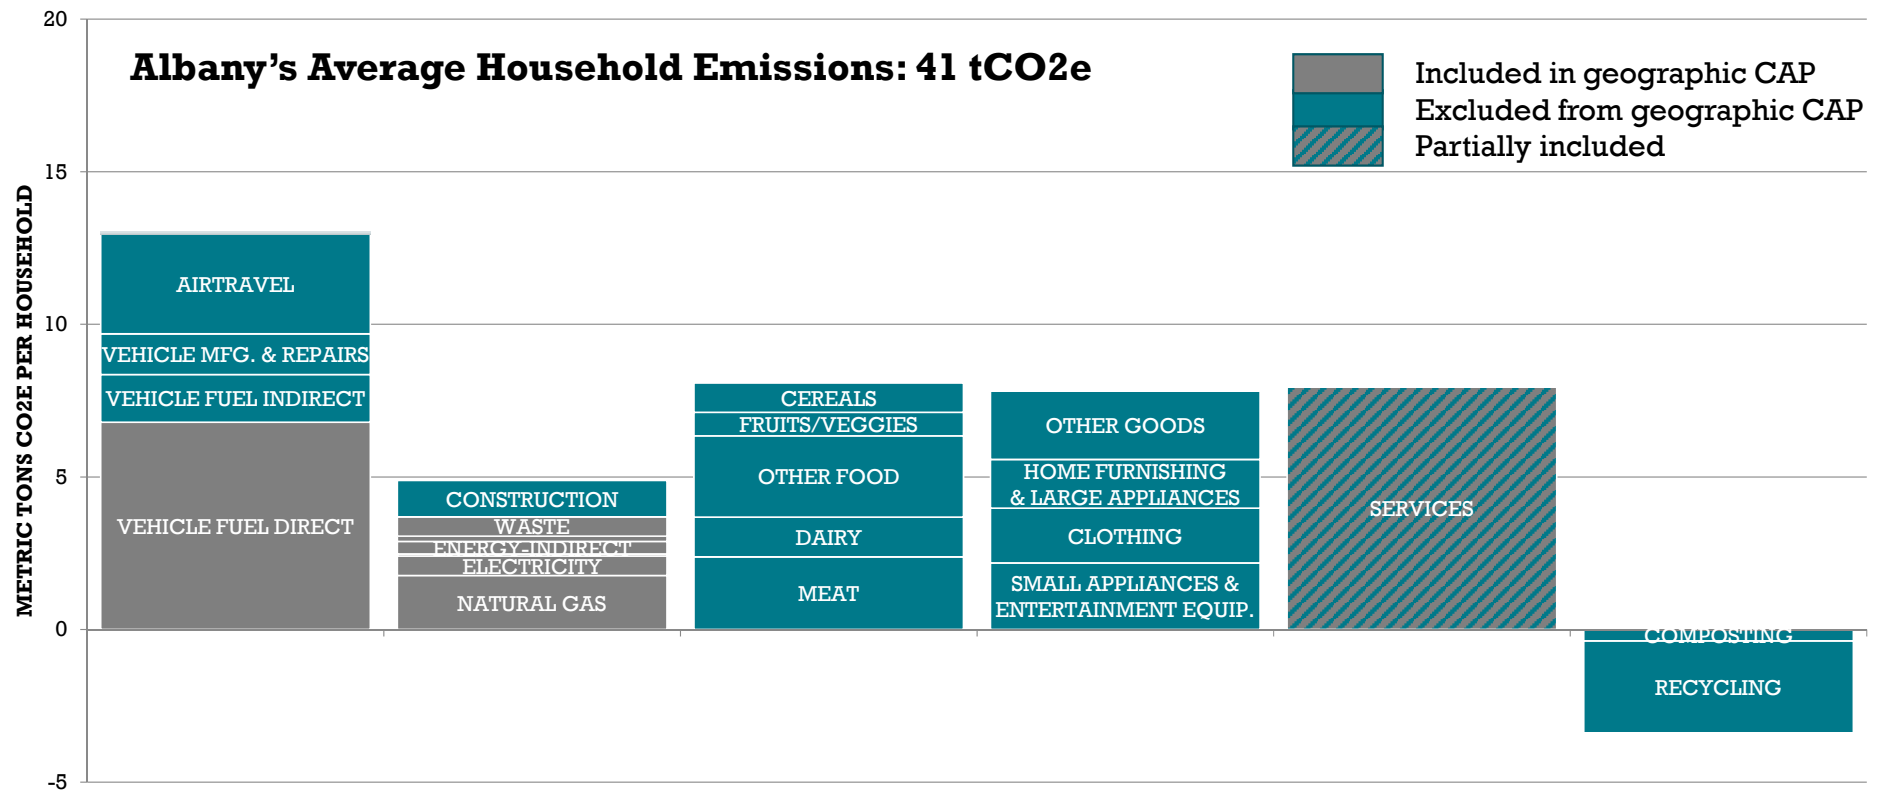 Albany's Average Household Emissions: 41 tCO2e
Included in geographic CAP
Excluded from geographic CAP
Partially included
METRIC TONS CO2E PER HOUSEHOLD
20
15
10
5
0
-5
AIRTRAVEL
VEHICLE MFG. & REPAIRS
VEHICLE FUEL INDIRECT
VEHICLE FUEL DIRECT
CONSTRUCTION
WASTE
ENERGY-INDIRECT
ELECTRICITY
NATURAL GAS
CEREALS
FRUITS/VEGGIES
OTHER FOOD
DAIRY
MEAT
OTHER GOODS
HOME FURNISHING
& LARGE APPLIANCES
CLOTHING
SMALL APPLIANCES &
ENTERTAINMENT EQUIP.
SERVICES
COMPOSTING
RECYCLING